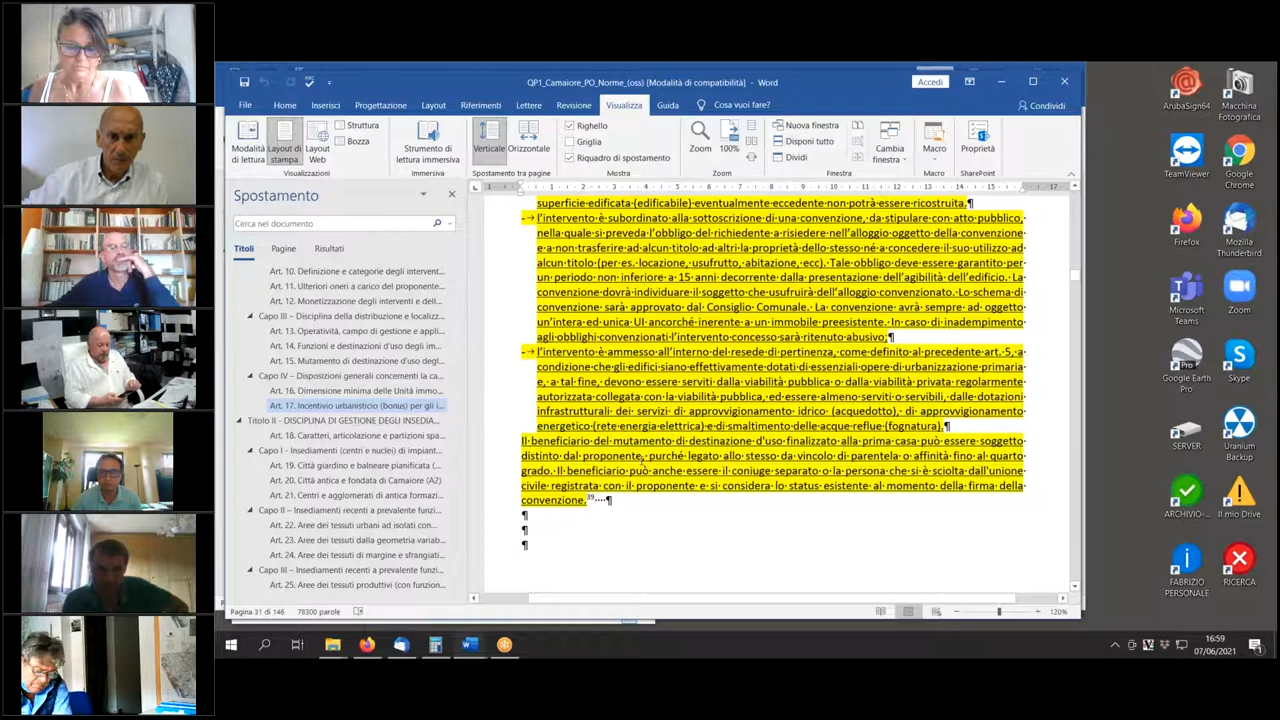 QP1_Camaiore_PO_Norme_(oss) [Modalità di compatibilità] - Word
Accedi
File Home Inserisci Progettazione Layout Riferimenti Lettere Revisione Visualizza Guida Cosa vuoi fare? Condividi
Modalità di lettura
Layout di stampa
Layout Web
Struttura
Bozza
Visualizzazioni
Strumento di lettura immersiva
Immersiva
Verticale
Orizzontale
Spostamento tra pagine
Righello
Griglia
Riquadro di spostamento
Mostra
Zoom
100%
Zoom
Nuova finestra
Disponi tutto
Dividi
Cambia finestra
Finestra
Macro
Macro
Proprietà
SharePoint
Spostamento
Cerca nel documento
Titoli Pagine Risultati
Art. 10. Definizione e categorie degli intervent...
Art. 11. Ulteriori oneri a carico del proponente...
Art. 12. Monetizzazione degli interventi e deli...
Capo III – Disciplina della distribuzione e localizz...
Art. 13. Operatività, campo di gestione e appli...
Art. 14. Funzioni e destinazioni d'uso degli im...
Art. 15. Mutamento di destinazione d'uso degl...
Capo IV – Disposizioni generali concernenti la ca...
Art. 16. Dimensione minima delle Unità immo...
Art. 17. Incentivo urbanisticio (bonus) per gli i...
Titolo II – DISCIPLINA DI GESTIONE DEGLI INSEDIA...
Art. 18. Caratteri, articolazione e partizioni spa...
Capo I – Insediamenti (centri e nuclei) di impiant...
Art. 19. Città giardino e balneare pianificata (...
Art. 20. Città antica e fondata di Camaiore (A2)
Art. 21. Centri e agglomerati di antica formazi...
Capo II – Insediamenti recenti a prevalente funzi...
Art. 22. Aree dei tessuti urbani ad isolati con...
Art. 23. Aree dei tessuti dalla geometria variab...
Art. 24. Aree dei tessuti di margine e sfrangiati...
Capo III – Insediamenti recenti a prevalente funzi...
Art. 25. Aree dei tessuti produttivi (con funzion...
superficie edificata (edificabile) eventualmente eccedente non potrà essere ricostruita.¶
- → l'intervento è subordinato alla sottoscrizione di una convenzione, da stipulare con atto pubblico,
nella quale si preveda l'obbligo del richiedente a risiedere nell'alloggio oggetto della convenzione
e a non trasferire ad alcun titolo ad altri la proprietà dello stesso né a concedere il suo utilizzo ad
alcun titolo (per es. locazione, usufrutto, abitazione, ecc). Tale obbligo deve essere garantito per
un periodo non inferiore a 15 anni decorrente dalla presentazione dell'agibilità dell'edificio. La
convenzione dovrà individuare il soggetto che usufruirà dell'alloggio convenzionato. Lo schema di
convenzione sarà approvato dal Consiglio Comunale. La convenzione avrà sempre ad oggetto
un'intera ed unica UI ancorché inerente a un immobile preesistente. In caso di inadempimento
agli obblighi convenzionati l'intervento concesso sarà ritenuto abusivo;¶
- → l'intervento è ammesso all'interno del resede di pertinenza, come definito al precedente art. 5, a
condizione che gli edifici siano effettivamente dotati di essenziali opere di urbanizzazione primaria
e, a tal fine, devono essere serviti dalla viabilità pubblica o dalla viabilità privata regolarmente
autorizzata collegata con la viabilità pubblica, ed essere almeno serviti o servibili, dalle dotazioni
infrastrutturali dei servizi di approvvigionamento idrico (acquedotto), di approvvigionamento
energetico (rete energia elettrica) e di smaltimento delle acque reflue (fognatura).¶
Il beneficiario del mutamento di destinazione d'uso finalizzato alla prima casa può essere soggetto
distinto dal proponente, purché legato allo stesso da vincolo di parentela o affinità fino al quarto
grado. Il beneficiario può anche essere il coniuge separato o la persona che si è sciolta dall'unione
civile registrata con il proponente e si considera lo status esistente al momento della firma della
convenzione.39 ¶
¶
¶
¶
Pagina 31 di 146 78300 parole 120%
ArubaSign64
Macchina Fotografica
TeamViewer
Google Chrome
Firefox
Mozilla Thunderbird
Microsoft Teams
Zoom
Google Earth Pro
Skype
SERVER
Uranium Backup
ARCHIVIO-...
Il mio Drive
FABRIZIO PERSONALE
RICERCA
16:59
07/06/2021